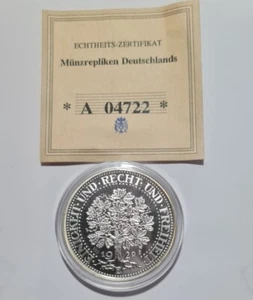 ECHTHEITS-ZERTIFIKAT
Münzrepliken Deutschlands
* A 04722 *
EINIGKEIT·UND·RECHT·UND·FREIHEIT